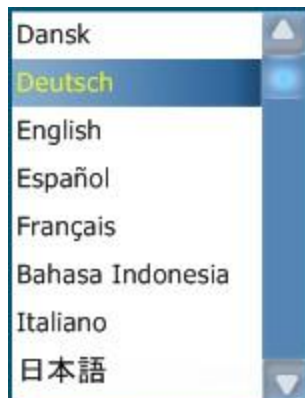 Dansk
Deutsch
English
Español
Français
Bahasa Indonesia
Italiano
日本語